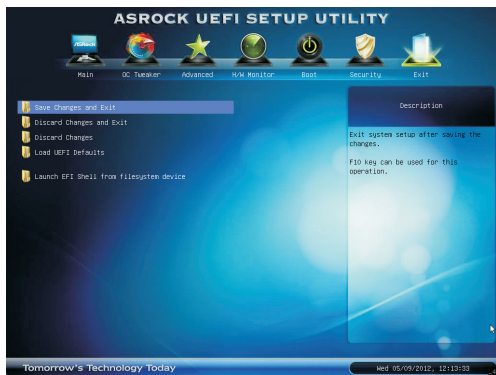 ASROCK UEFI SETUP UTILITY
ASRock
Main OC Tweaker Advanced H/W Monitor Boot Security Exit
Save Changes and Exit
Discard Changes and Exit
Discard Changes
Load UEFI Defaults
Launch EFI Shell from filesystem device
Description
Exit system setup after saving the
changes.
F10 key can be used for this
operation.
Tomorrow's Technology Today
Wed 05/09/2012, 12:13:33